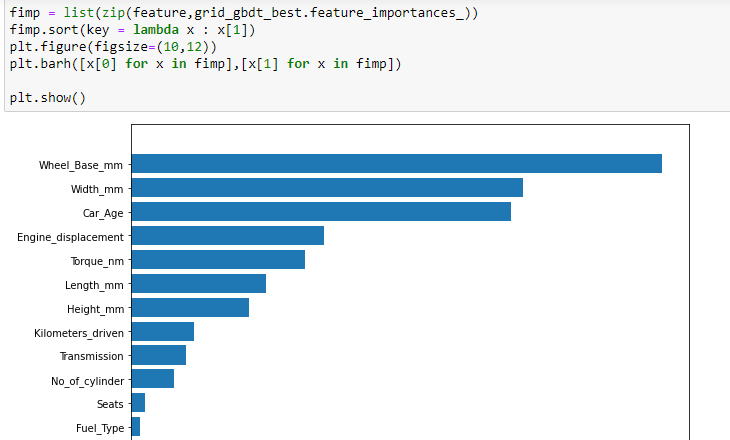 fimp = list(zip(feature,grid_gbdt_best.feature_importances_))
fimp.sort(key = lambda x : x[1])
plt.figure(figsize=(10,12))
plt.barh([x[0] for x in fimp],[x[1] for x in fimp])
plt.show()
Wheel_Base_mm
Width_mm
Car_Age
Engine_displacement
Torque_nm
Length_mm
Height_mm
Kilometers_driven
Transmission
No_of_cylinder
Seats
Fuel_Type